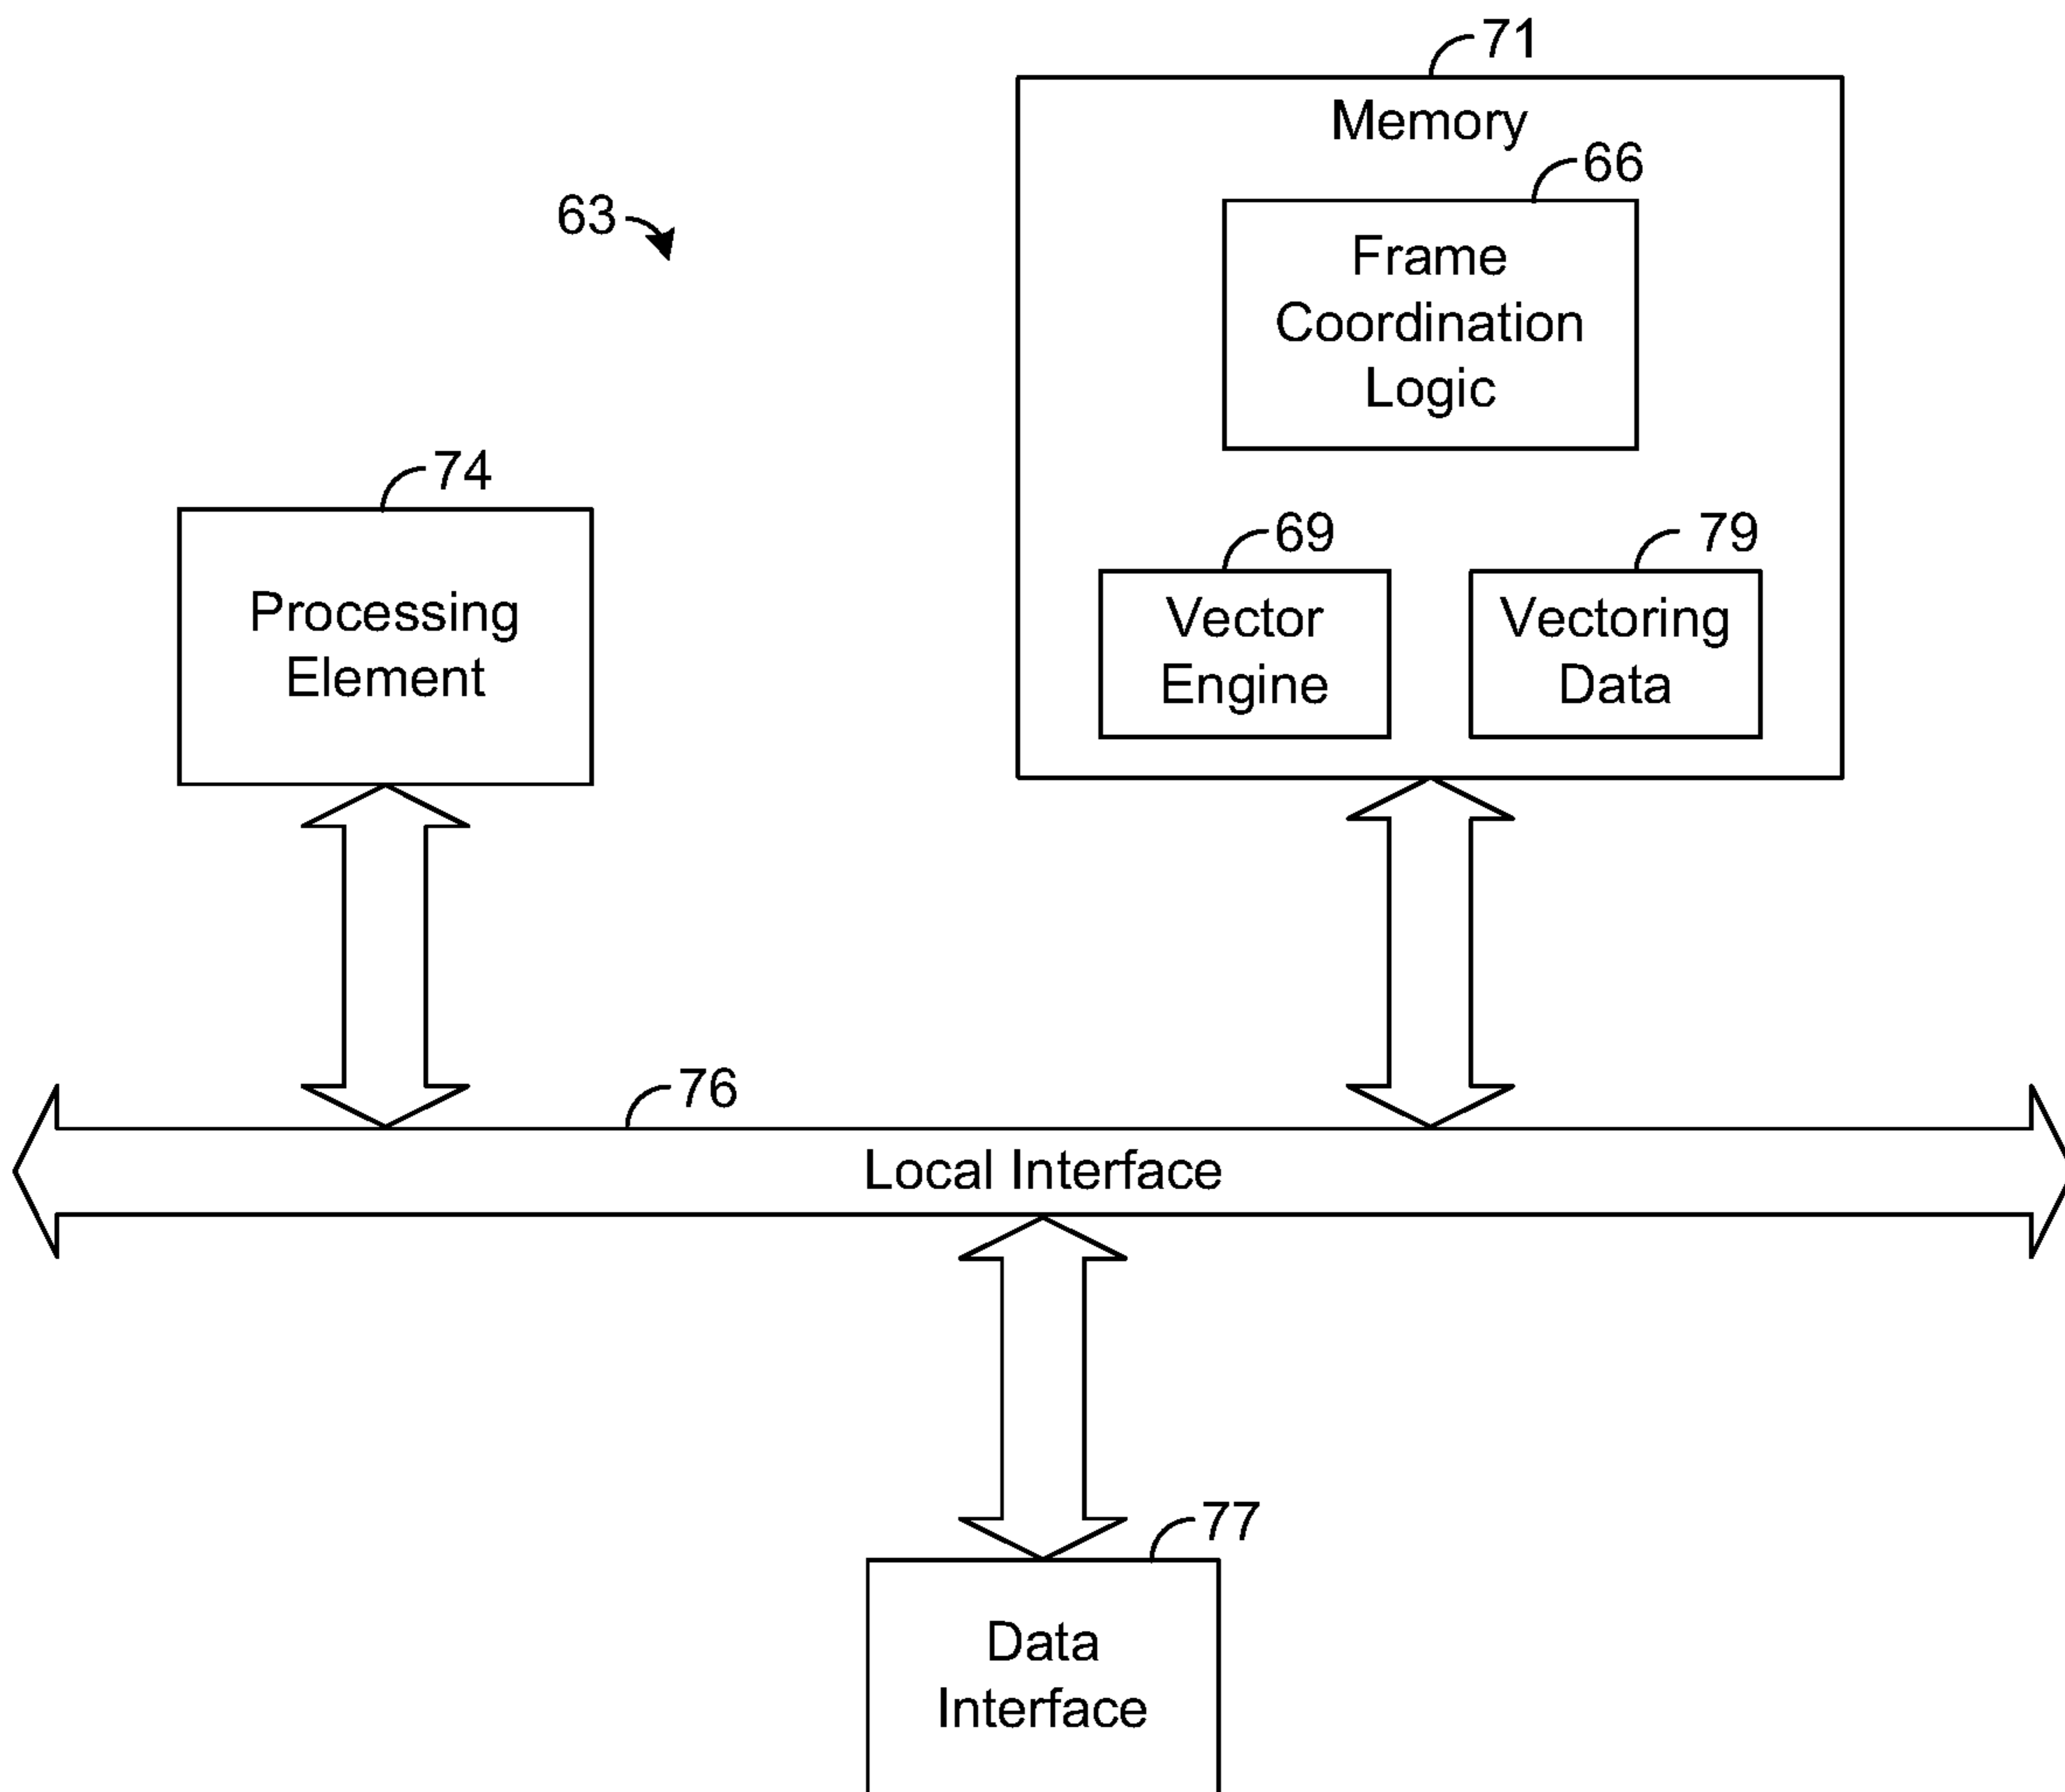 71
Memory
66
63
Frame
Coordination
Logic
74
69
79
Processing
Element
Vector
Engine
Vectoring
Data
76
Local Interface
77
Data
Interface